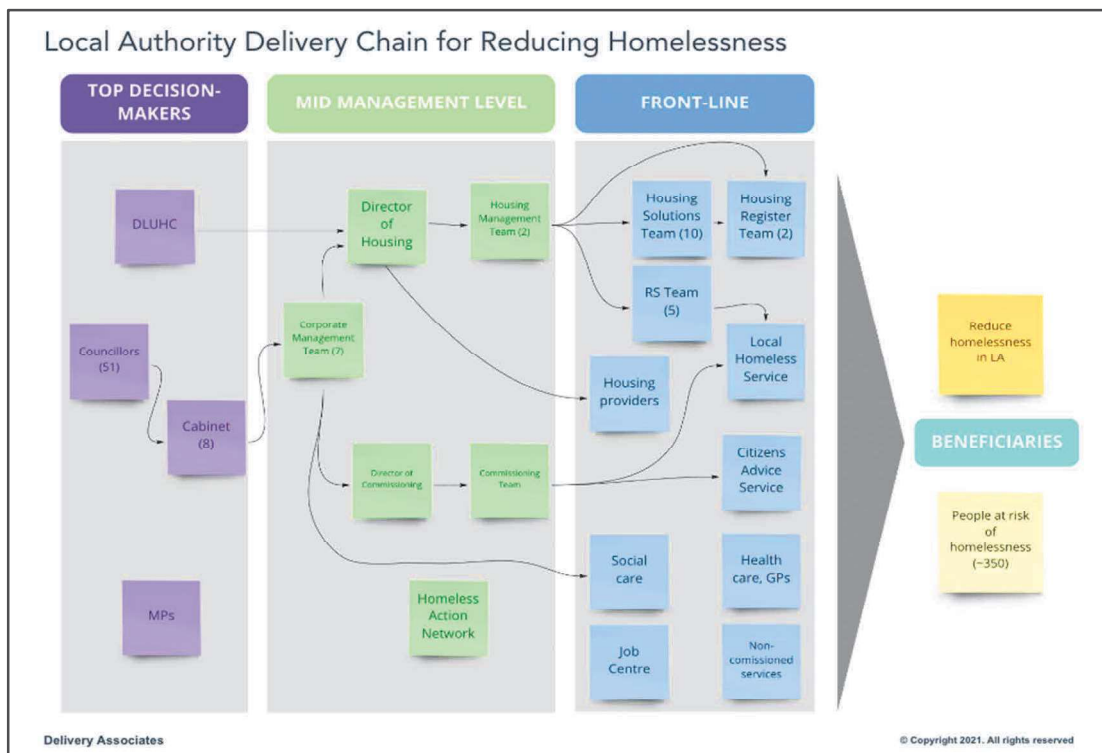 Local Authority Delivery Chain for Reducing Homelessness
TOP DECISION-
MAKERS
MID MANAGEMENT LEVEL
FRONT-LINE
DLUHC
Councillors
(51)
Cabinet
(8)
MPs
Director
of
Housing
Housing
Management
Team (2)
Corporate
Management
Team (7)
Director of
Commissioning
Commissioning
Team
Homeless
Action
Network
Housing
Solutions
Team (10)
Housing
Register
Team (2)
RS Team
(5)
Local
Homeless
Service
Housing
providers
Citizens
Advice
Service
Social
care
Health
care, GPs
Job
Centre
Non-
comissioned
services
Reduce
homelessness
in LA
BENEFICIARIES
People at risk
of
homelessness
(~350)
Delivery Associates
© Copyright 2021. All rights reserved